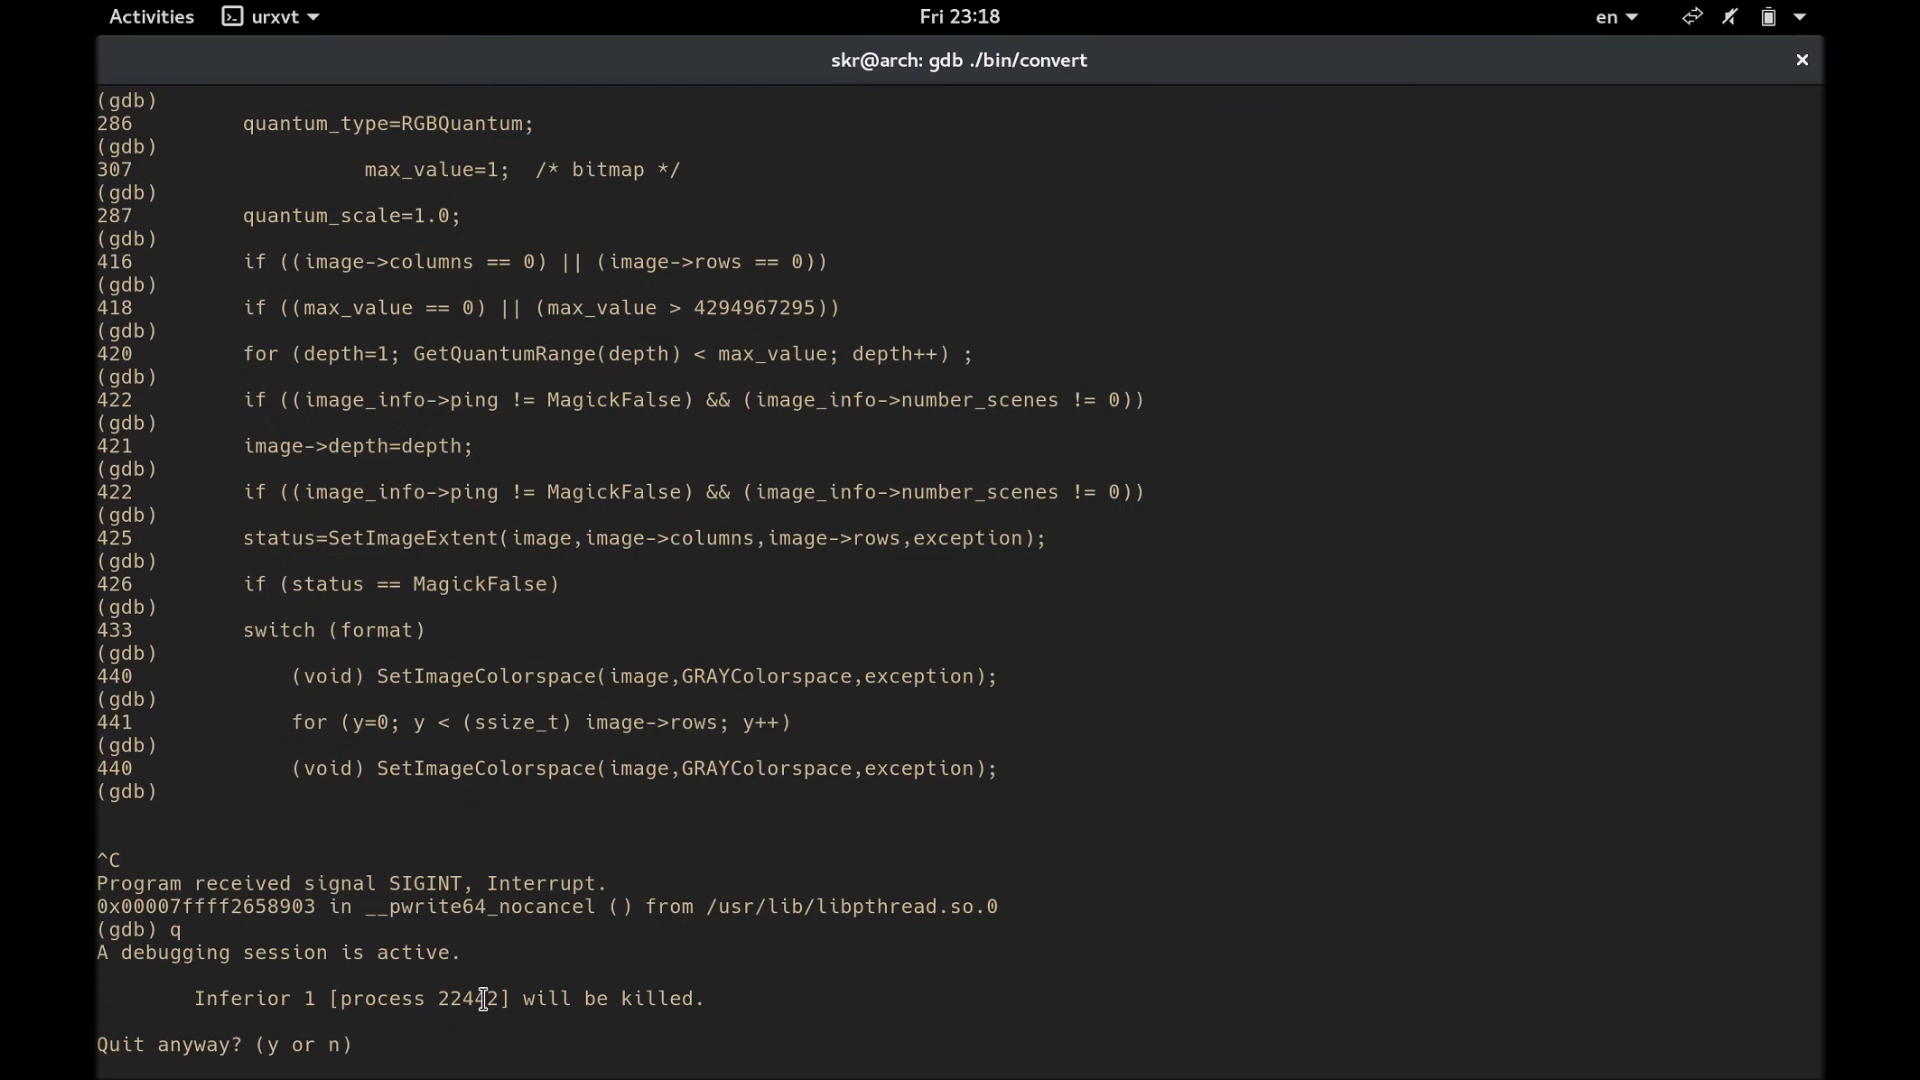 Activities urxvt Fri 23:18 en
skr@arch: gdb ./bin/convert
(gdb)
286 quantum_type=RGBQuantum;
(gdb)
307 max_value=1; /* bitmap */
(gdb)
287 quantum_scale=1.0;
(gdb)
416 if ((image->columns == 0) || (image->rows == 0))
(gdb)
418 if ((max_value == 0) || (max_value > 4294967295))
(gdb)
420 for (depth=1; GetQuantumRange(depth) < max_value; depth++) ;
(gdb)
422 if ((image_info->ping != MagickFalse) && (image_info->number_scenes != 0))
(gdb)
421 image->depth=depth;
(gdb)
422 if ((image_info->ping != MagickFalse) && (image_info->number_scenes != 0))
(gdb)
425 status=SetImageExtent(image,image->columns,image->rows,exception);
(gdb)
426 if (status == MagickFalse)
(gdb)
433 switch (format)
(gdb)
440 (void) SetImageColorspace(image,GRAYColorspace,exception);
(gdb)
441 for (y=0; y < (ssize_t) image->rows; y++)
(gdb)
440 (void) SetImageColorspace(image,GRAYColorspace,exception);
(gdb)
^C
Program received signal SIGINT, Interrupt.
0x00007ffff2658903 in __pwrite64_nocancel () from /usr/lib/libpthread.so.0
(gdb) q
A debugging session is active.
Inferior 1 [process 22442] will be killed.
Quit anyway? (y or n)